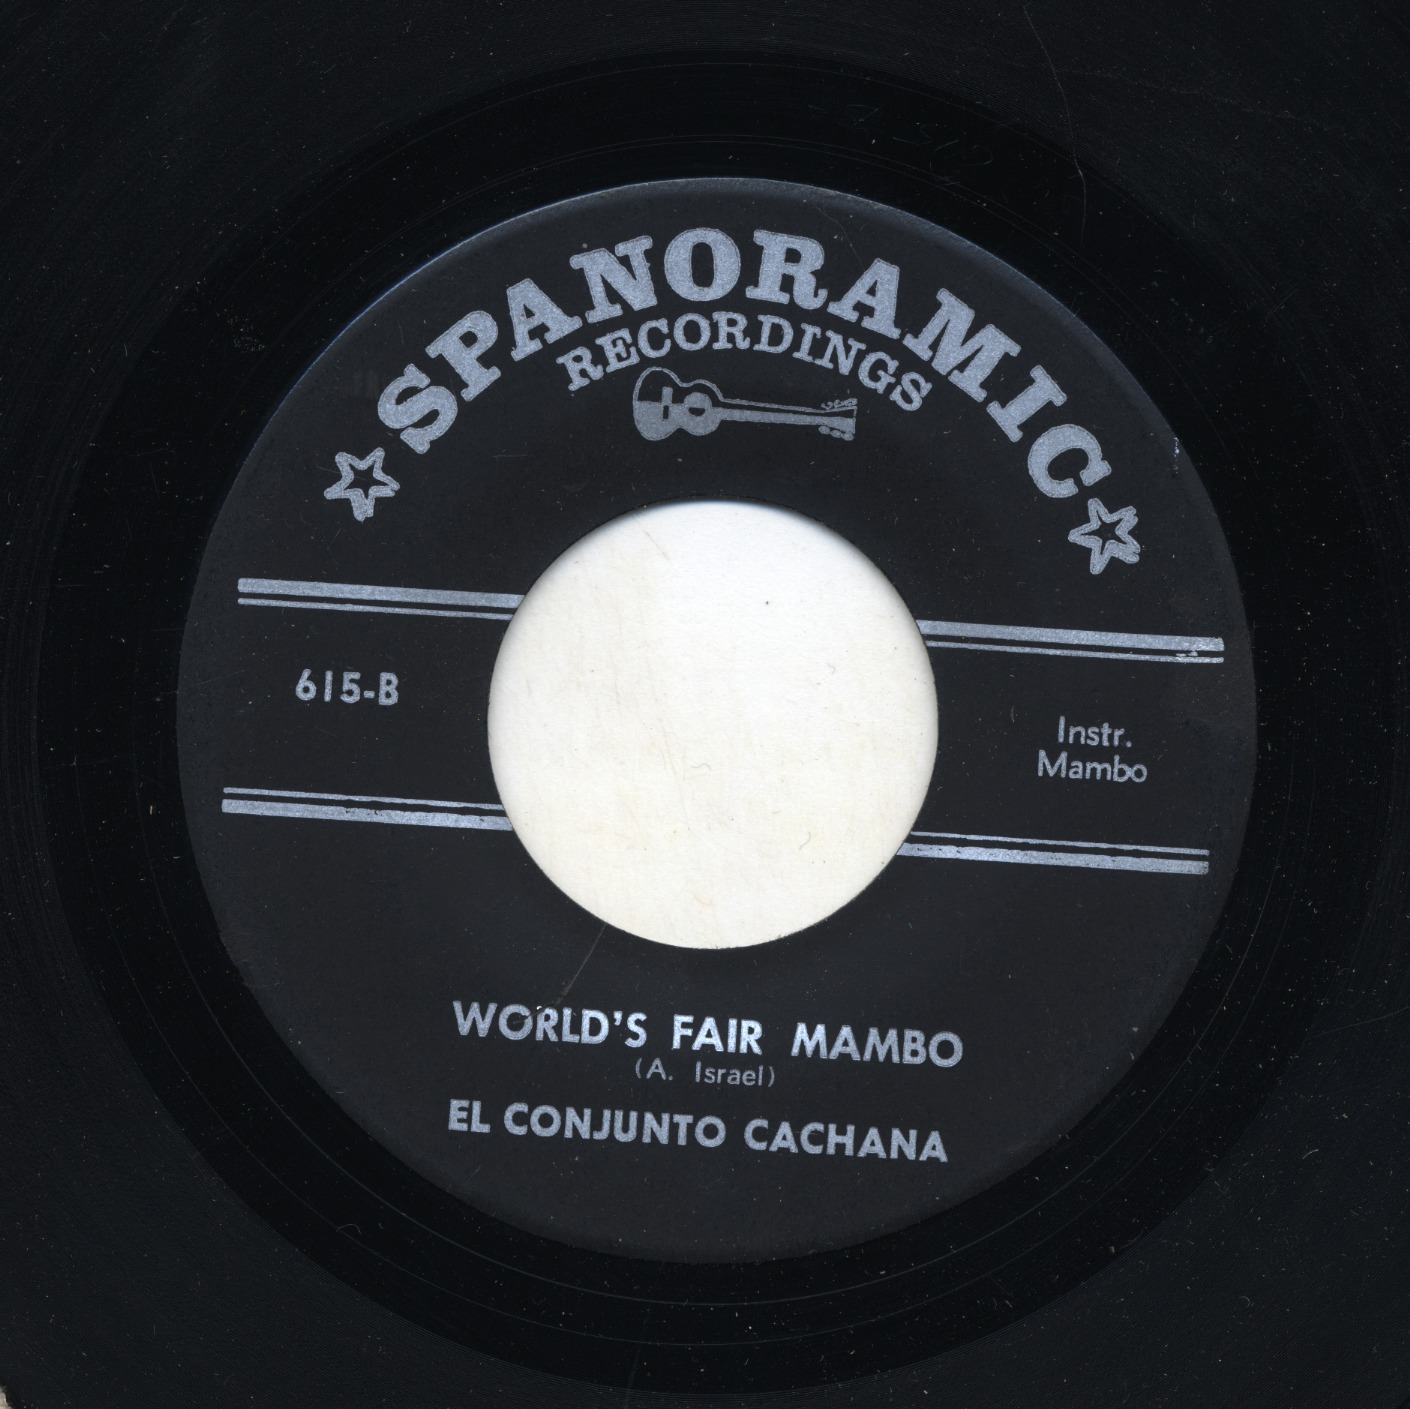 SPANORAMIC
RECORDINGS
615-B
Instr.
Mambo
WORLD'S FAIR MAMBO
(A. Israel)
EL CONJUNTO CACHANA